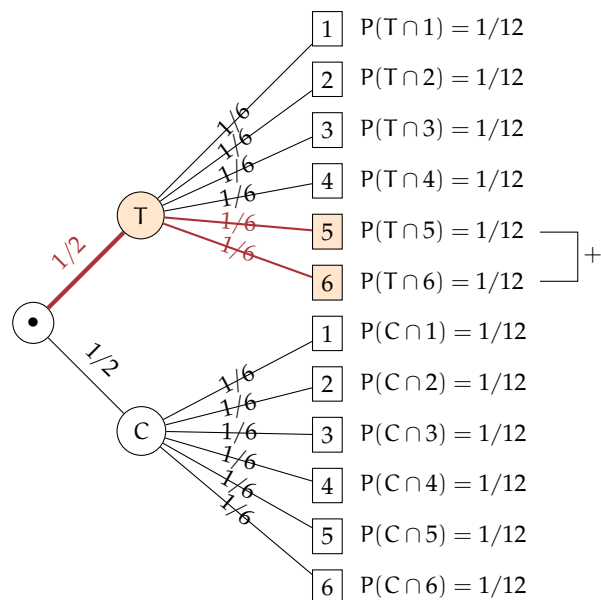 1 P(T ∩ 1) = 1/12
2 P(T ∩ 2) = 1/12
3 P(T ∩ 3) = 1/12
4 P(T ∩ 4) = 1/12
5 P(T ∩ 5) = 1/12
6 P(T ∩ 6) = 1/12
+
T
1/6
1/6
1/6
1/6
1/6
1/6
1/2
1/2
1 P(C ∩ 1) = 1/12
2 P(C ∩ 2) = 1/12
3 P(C ∩ 3) = 1/12
4 P(C ∩ 4) = 1/12
5 P(C ∩ 5) = 1/12
6 P(C ∩ 6) = 1/12
C
1/6
1/6
1/6
1/6
1/6
1/6